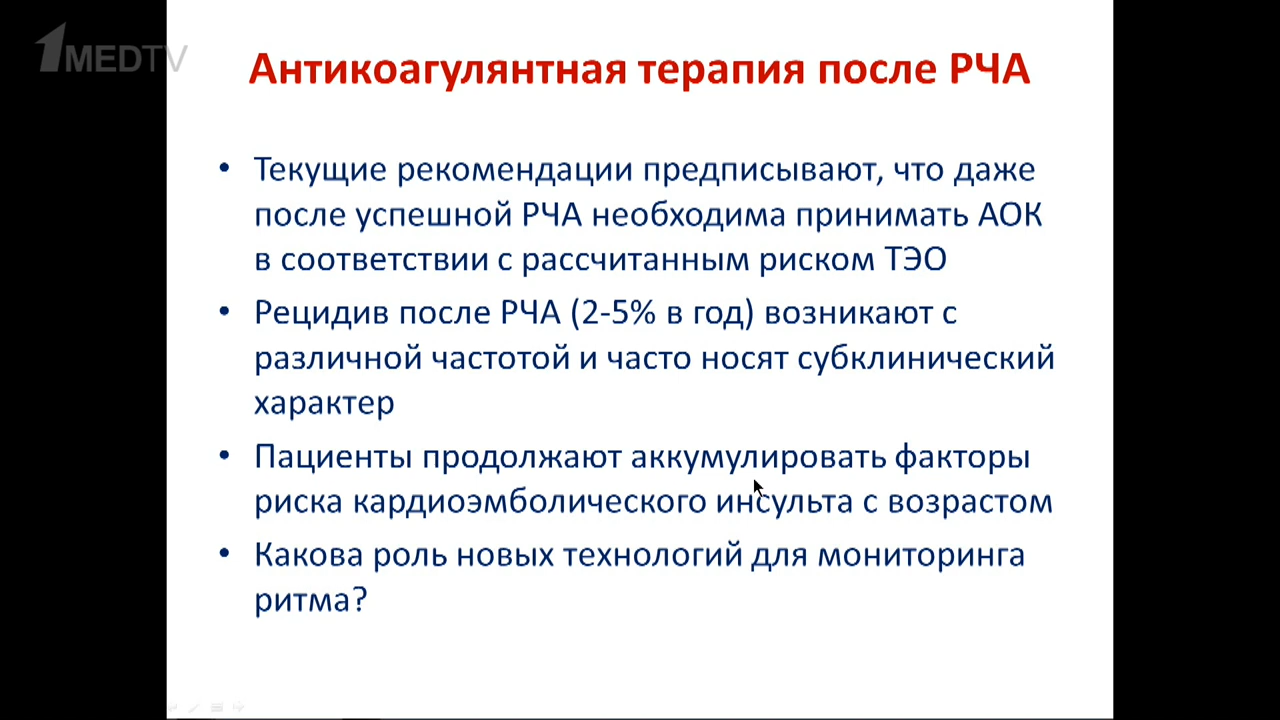 1MEDTV
Антикоагулянтная терапия после РЧА
• Текущие рекомендации предписывают, что даже
после успешной РЧА необходима принимать АОК
в соответствии с рассчитанным риском ТЭО
• Рецидив после РЧА (2-5% в год) возникают с
различной частотой и часто носят субклинический
характер
• Пациенты продолжают аккумулировать факторы
риска кардиоэмболического инсульта с возрастом
• Какова роль новых технологий для мониторинга
ритма?